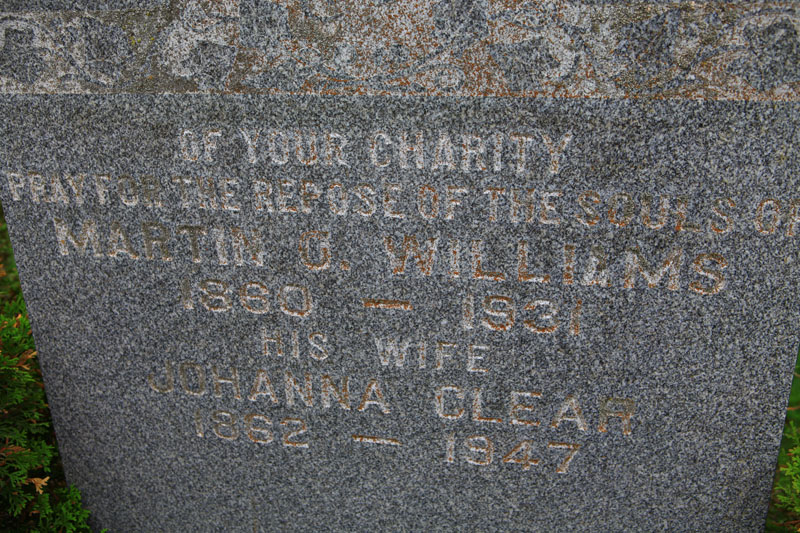 OF YOUR CHARITY
PRAY FOR THE REPOSE OF THE SOULS OF
MARTIN J. WILLIAMS
1860 — 1931
HIS WIFE
JOHANNA CLEAR
1862 — 1947